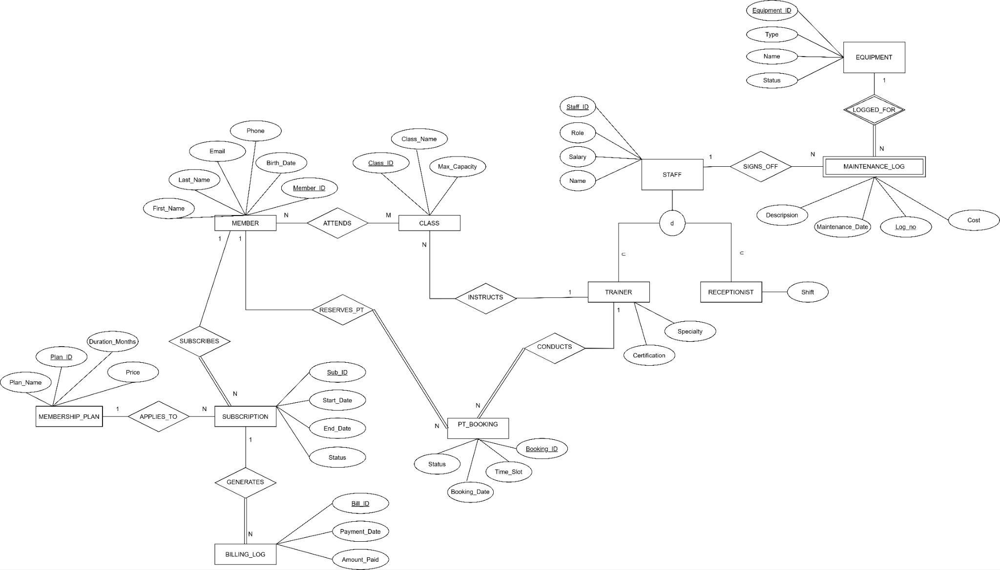 Equipment_ID
Type
Name
Status
EQUIPMENT
1
LOGGED_FOR
N
Staff_ID
Role
Salary
Name
STAFF
1
SIGNS_OFF
N
MAINTENANCE_LOG
Descripsion
Maintenance_Date
Log_no
Cost
Phone
Email
Birth_Date
Last_Name
Member_ID
First_Name
MEMBER
N
ATTENDS
M
Class_Name
Class_ID
Max_Capacity
CLASS
d
⊂
⊂
1
1
N
INSTRUCTS
1
TRAINER
RECEPTIONIST
Shift
RESERVES_PT
1
Specialty
Certification
CONDUCTS
SUBSCRIBES
Duration_Months
Plan_ID
Price
Plan_Name
MEMBERSHIP_PLAN
1
APPLIES_TO
N
N
SUBSCRIPTION
Sub_ID
Start_Date
End_Date
Status
N
N
PT_BOOKING
Booking_ID
Status
Time_Slot
Booking_Date
1
GENERATES
N
BILLING_LOG
Bill_ID
Payment_Date
Amount_Paid